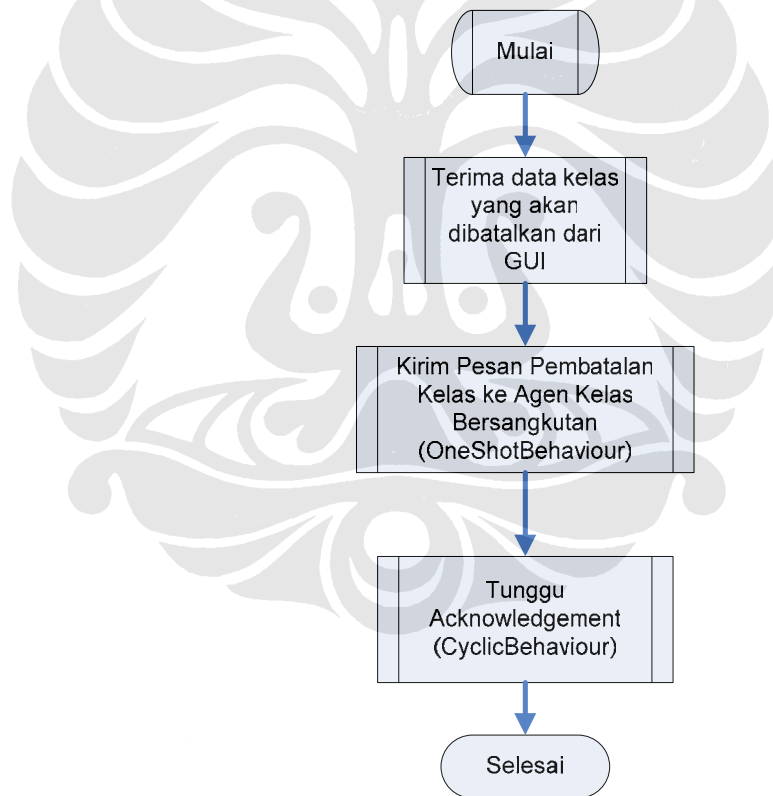 Mulai
Terima data kelas
yang akan
dibatalkan dari
GUI
Kirim Pesan Pembatalan
Kelas ke Agen Kelas
Bersangkutan
(OneShotBehaviour)
Tunggu
Acknowledgement
(CyclicBehaviour)
Selesai